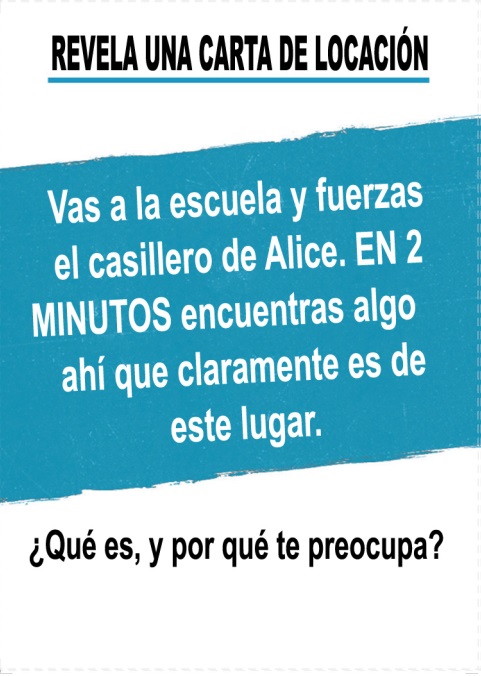 REVELA UNA CARTA DE LOCACIÓN
Vas a la escuela y fuerzas
el casillero de Alice. EN 2
MINUTOS encuentras algo
ahí que claramente es de
este lugar.
¿Qué es, y por qué te preocupa?